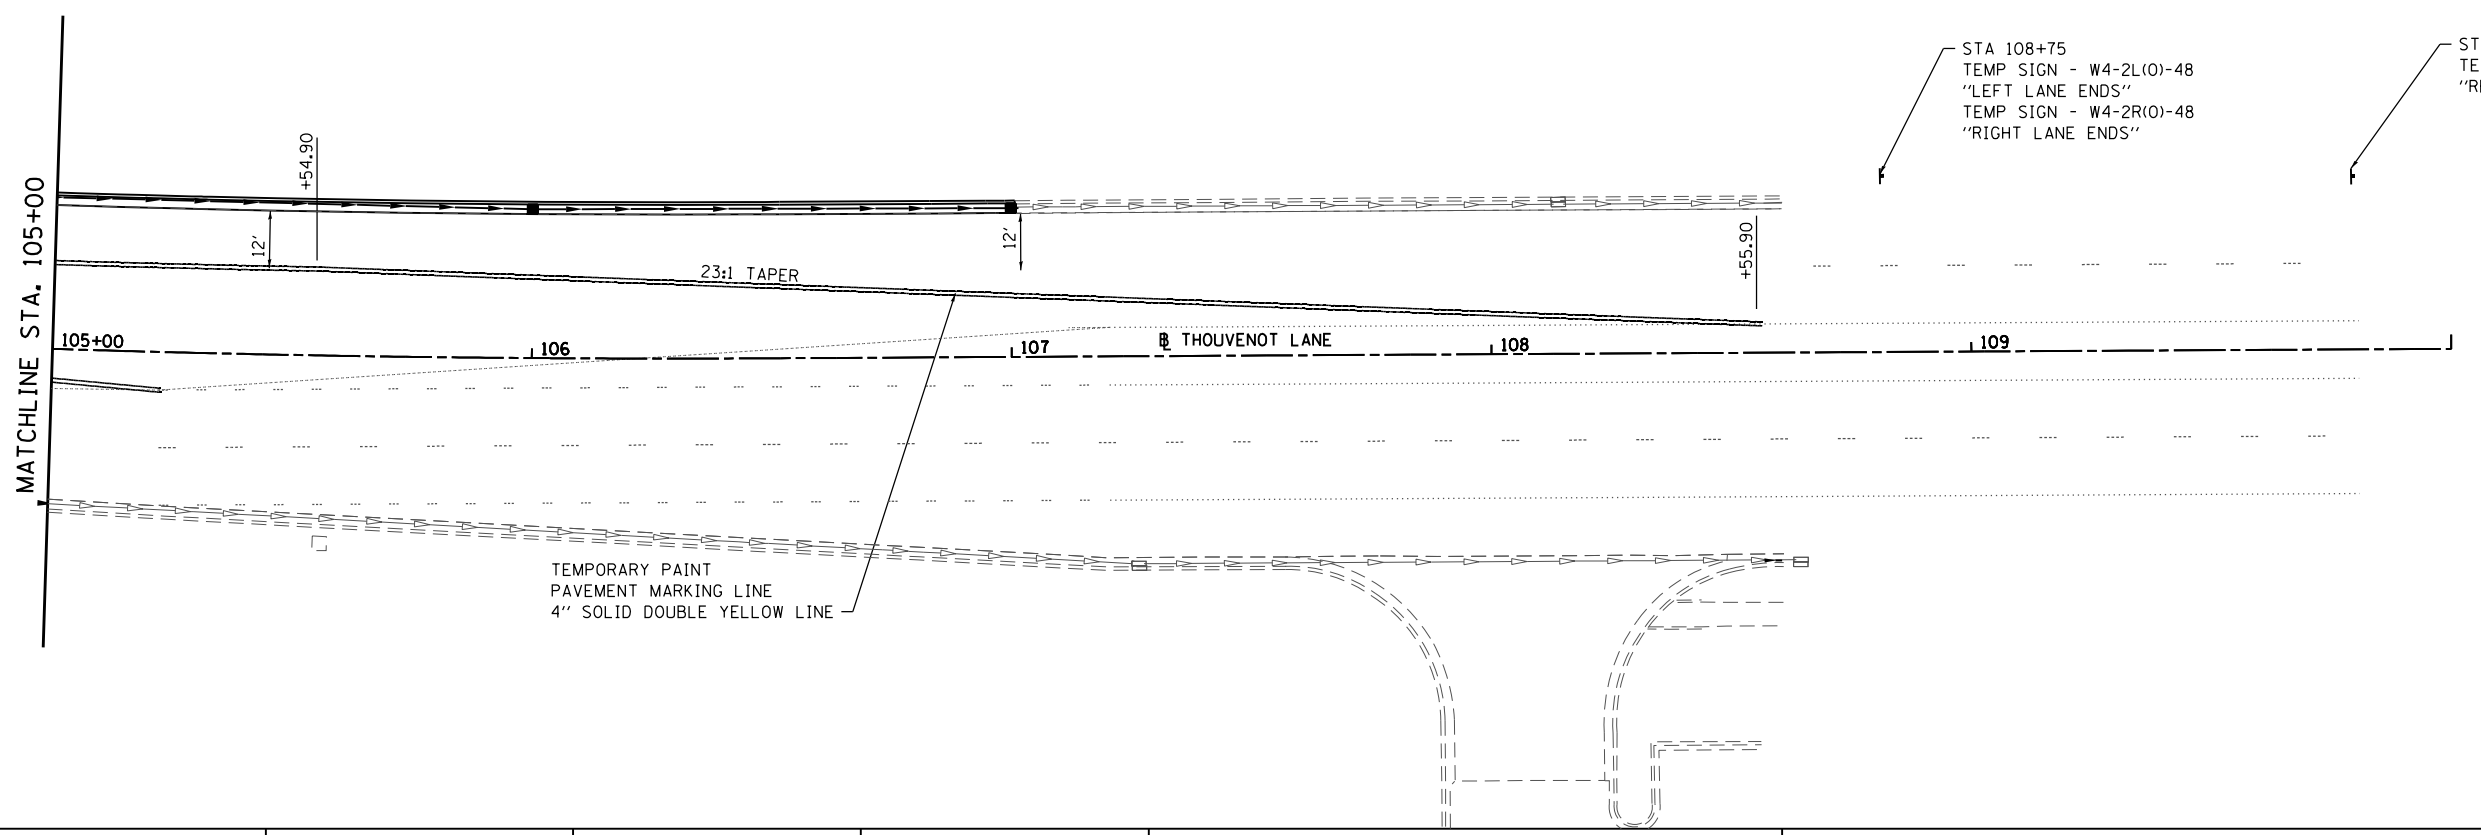 STA 108+75
TEMP SIGN - W4-2L(O)-48
"LEFT LANE ENDS"
TEMP SIGN - W4-2R(O)-48
"RIGHT LANE ENDS"
MATCHLINE STA. 105+00
+54.90
12'
23:1 TAPER
12'
+55.90
105+00
106
107
℄ THOUVENOT LANE
108
109
TEMPORARY PAINT
PAVEMENT MARKING LINE
4" SOLID DOUBLE YELLOW LINE